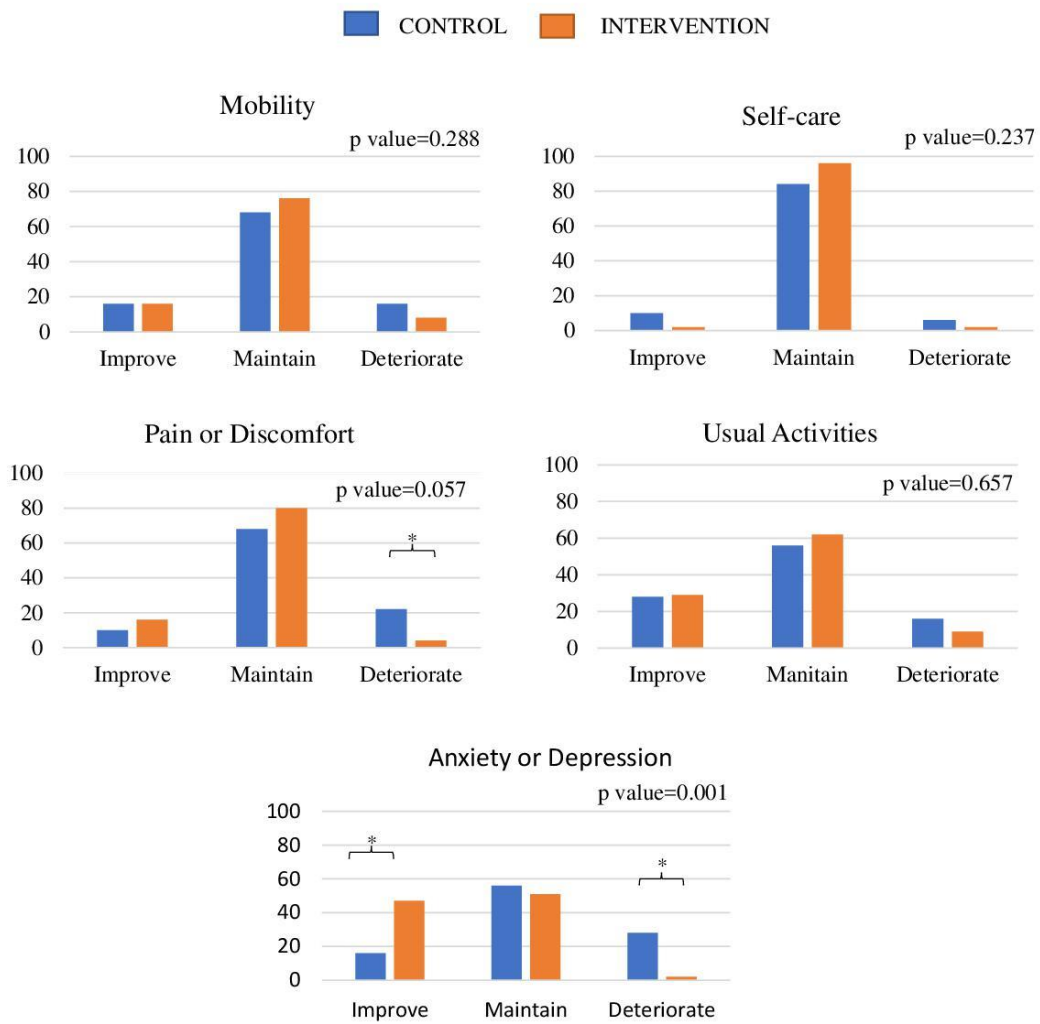 CONTROL INTERVENTION
Mobility
p value=0.288
100
80
60
40
20
0
Improve Maintain Deteriorate
Self-care
p value=0.237
100
80
60
40
20
0
Improve Maintain Deteriorate
Pain or Discomfort
p value=0.057
100
80
60
*
40
20
0
Improve Maintain Deteriorate
Usual Activities
p value=0.657
100
80
60
40
20
0
Improve Manitain Deteriorate
Anxiety or Depression
p value=0.001
100
80
*
*
60
40
20
0
Improve Maintain Deteriorate